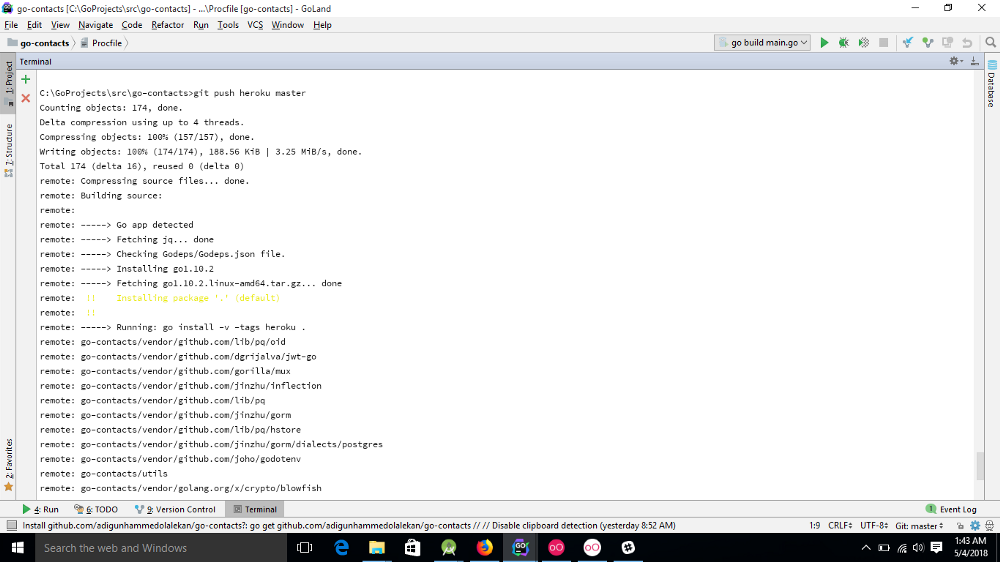 go-contacts [C:\GoProjects\src\go-contacts] - ...\Procfile [go-contacts] - GoLand
File Edit View Navigate Code Refactor Run Tools VCS Window Help
go-contacts Procfile go build main.go
1: Project
Terminal
C:\GoProjects\src\go-contacts>git push heroku master
Counting objects: 174, done.
Delta compression using up to 4 threads.
Compressing objects: 100% (157/157), done.
Writing objects: 100% (174/174), 188.56 KiB | 3.25 MiB/s, done.
Total 174 (delta 16), reused 0 (delta 0)
remote: Compressing source files... done.
remote: Building source:
remote:
remote: -----> Go app detected
remote: -----> Fetching jq... done
remote: -----> Checking Godeps/Godeps.json file.
remote: -----> Installing go1.10.2
remote: -----> Fetching go1.10.2.linux-amd64.tar.gz... done
remote: !! Installing package '.' (default)
remote: !!
remote: -----> Running: go install -v -tags heroku .
remote: go-contacts/vendor/github.com/lib/pq/oid
remote: go-contacts/vendor/github.com/dgrijalva/jwt-go
remote: go-contacts/vendor/github.com/gorilla/mux
remote: go-contacts/vendor/github.com/jinzhu/inflection
remote: go-contacts/vendor/github.com/lib/pq
remote: go-contacts/vendor/github.com/jinzhu/gorm
remote: go-contacts/vendor/github.com/lib/pq/hstore
remote: go-contacts/vendor/github.com/jinzhu/gorm/dialects/postgres
remote: go-contacts/vendor/github.com/joho/godotenv
remote: go-contacts/utils
remote: go-contacts/vendor/golang.org/x/crypto/blowfish
7: Structure
2: Favorites
Database
4: Run 6: TODO 9: Version Control Terminal 1 Event Log
Install github.com/adigunhammedolalekan/go-contacts?: go get github.com/adigunhammedolalekan/go-contacts // // Disable clipboard detection (yesterday 8:52 AM) 1:9 CRLF÷ UTF-8÷ Git: master÷
Search the web and Windows
1:43 AM
5/4/2018